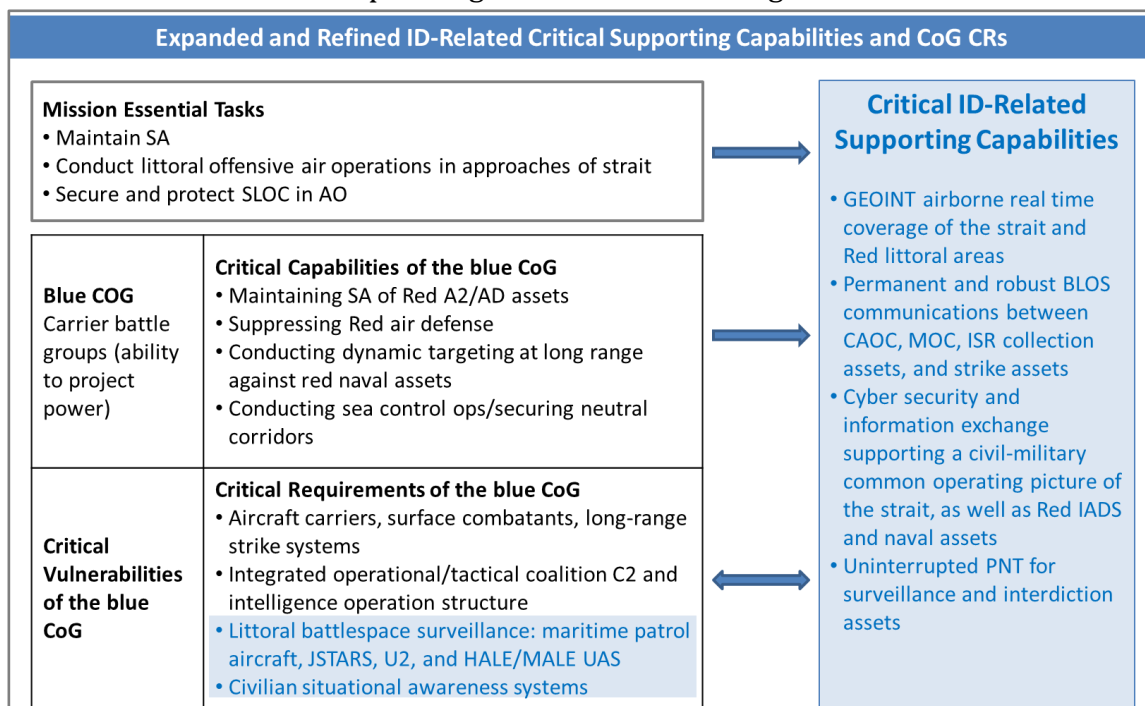 Expanded and Refined ID-Related Critical Supporting Capabilities and CoG CRs
Mission Essential Tasks
• Maintain SA
• Conduct littoral offensive air operations in approaches of strait
• Secure and protect SLOC in AO
Blue COG
Carrier battle
groups (ability
to project
power)
Critical Capabilities of the blue CoG
• Maintaining SA of Red A2/AD assets
• Suppressing Red air defense
• Conducting dynamic targeting at long range
against red naval assets
• Conducting sea control ops/securing neutral
corridors
Critical
Vulnerabilities
of the blue
CoG
Critical Requirements of the blue CoG
• Aircraft carriers, surface combatants, long-range
strike systems
• Integrated operational/tactical coalition C2 and
intelligence operation structure
• Littoral battlespace surveillance: maritime patrol
aircraft, JSTARS, U2, and HALE/MALE UAS
• Civilian situational awareness systems
Critical ID-Related
Supporting Capabilities
• GEOINT airborne real time
coverage of the strait and
Red littoral areas
• Permanent and robust BLOS
communications between
CAOC, MOC, ISR collection
assets, and strike assets
• Cyber security and
information exchange
supporting a civil-military
common operating picture of
the strait, as well as Red IADS
and naval assets
• Uninterrupted PNT for
surveillance and interdiction
assets